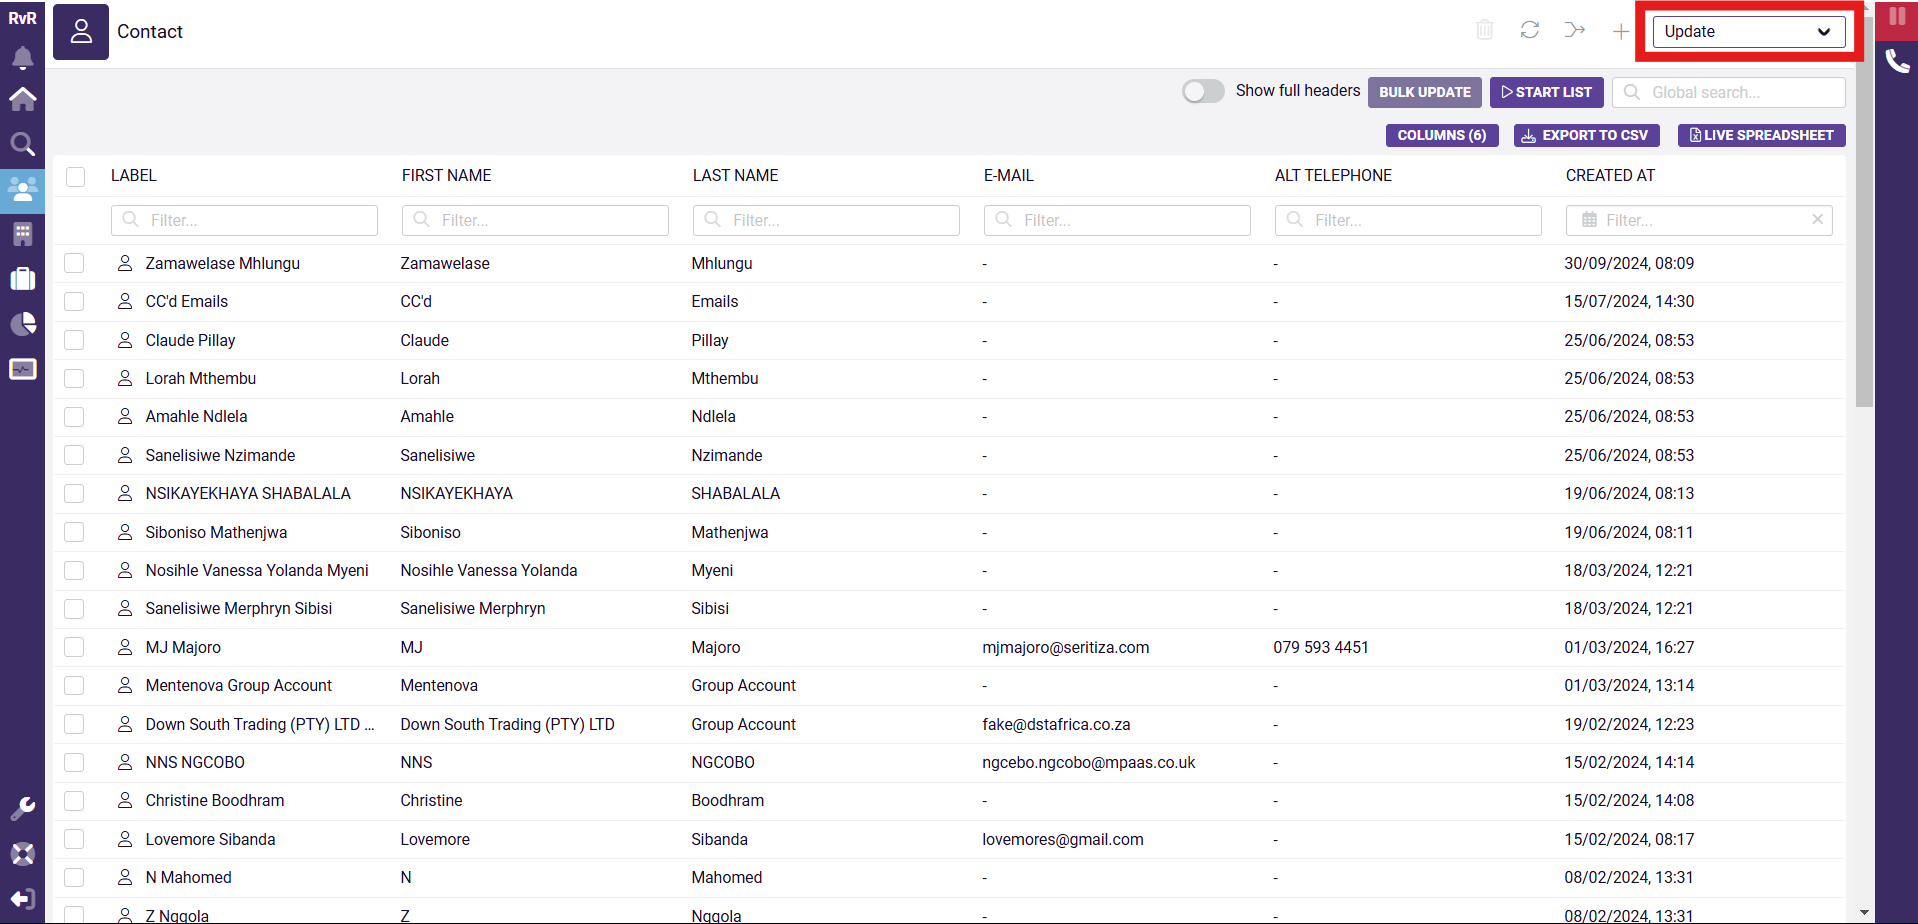 RvR
Contact
Update
Show full headers
BULK UPDATE
START LIST
Global search...
COLUMNS (6)
EXPORT TO CSV
LIVE SPREADSHEET
LABEL FIRST NAME LAST NAME E-MAIL ALT TELEPHONE CREATED AT
Filter... Filter... Filter... Filter... Filter... Filter...
Zamawelase Mhlungu Zamawelase Mhlungu - - 30/09/2024, 08:09
CC'd Emails CC'd Emails - - 15/07/2024, 14:30
Claude Pillay Claude Pillay - - 25/06/2024, 08:53
Lorah Mthembu Lorah Mthembu - - 25/06/2024, 08:53
Amahle Ndlela Amahle Ndlela - - 25/06/2024, 08:53
Sanelisiwe Nzimande Sanelisiwe Nzimande - - 25/06/2024, 08:53
NSIKAYEKHAYA SHABALALA NSIKAYEKHAYA SHABALALA - - 19/06/2024, 08:13
Siboniso Mathenjwa Siboniso Mathenjwa - - 19/06/2024, 08:11
Nosihle Vanessa Yolanda Myeni Nosihle Vanessa Yolanda Myeni - - 18/03/2024, 12:21
Sanelisiwe Merphryn Sibisi Sanelisiwe Merphryn Sibisi - - 18/03/2024, 12:21
MJ Majoro MJ Majoro mjmajoro@seritiza.com 079 593 4451 01/03/2024, 16:27
Mentenova Group Account Mentenova Group Account - - 01/03/2024, 13:14
Down South Trading (PTY) LTD ... Down South Trading (PTY) LTD Group Account fake@dstafrica.co.za - 19/02/2024, 12:23
NNS NGCOBO NNS NGCOBO ngcebo.ngcobo@mpaas.co.uk - 15/02/2024, 14:14
Christine Boodhram Christine Boodhram - - 15/02/2024, 14:08
Lovemore Sibanda Lovemore Sibanda lovemores@gmail.com - 15/02/2024, 08:17
N Mahomed N Mahomed - - 08/02/2024, 13:31
Z Nggola Z Nggola - - 08/02/2024, 13:31